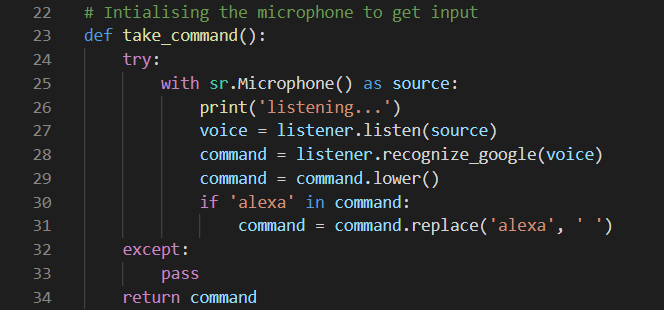 22 # Intialising the microphone to get input
23 def take_command():
24     try:
25         with sr.Microphone() as source:
26             print('listening...')
27             voice = listener.listen(source)
28             command = listener.recognize_google(voice)
29             command = command.lower()
30             if 'alexa' in command:
31                 command = command.replace('alexa', ' ')
32     except:
33         pass
34     return command